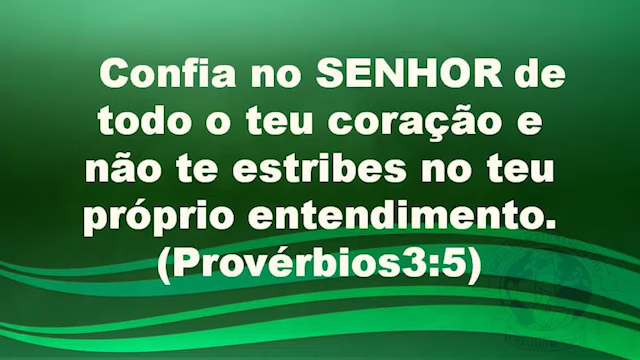 Confia no SENHOR de
todo o teu coração e
não te estribes no teu
próprio entendimento.
(Provérbios3:5)